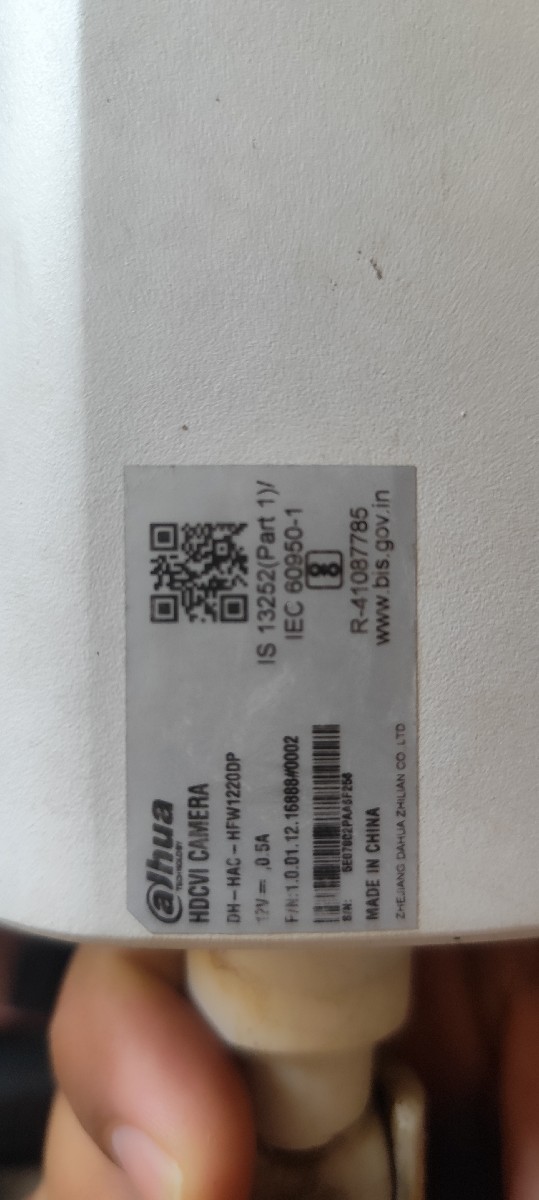 alhua
TECHNOLOGY
HDCVI CAMERA
DH-HAC-HFW1220DP
12V⎓,0.5A
P/N:1.0.01.12.16888#0002
S/N:
MADE IN CHINA
ZHEJIANG DAHUA ZHILIAN CO.,LTD
IS 13252(Part 1)/
IEC 60950-1
R-41087785
www.bis.gov.in